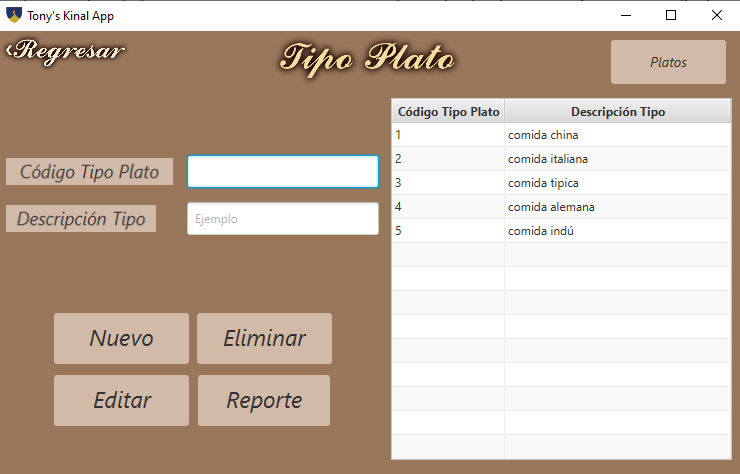 Tony's Kinal App
‹Regresar
Tipo Plato
Platos
Código Tipo Plato
Descripción Tipo
Ejemplo
Nuevo
Eliminar
Editar
Reporte
Código Tipo Plato Descripción Tipo
1 comida china
2 comida italiana
3 comida tipica
4 comida alemana
5 comida indú